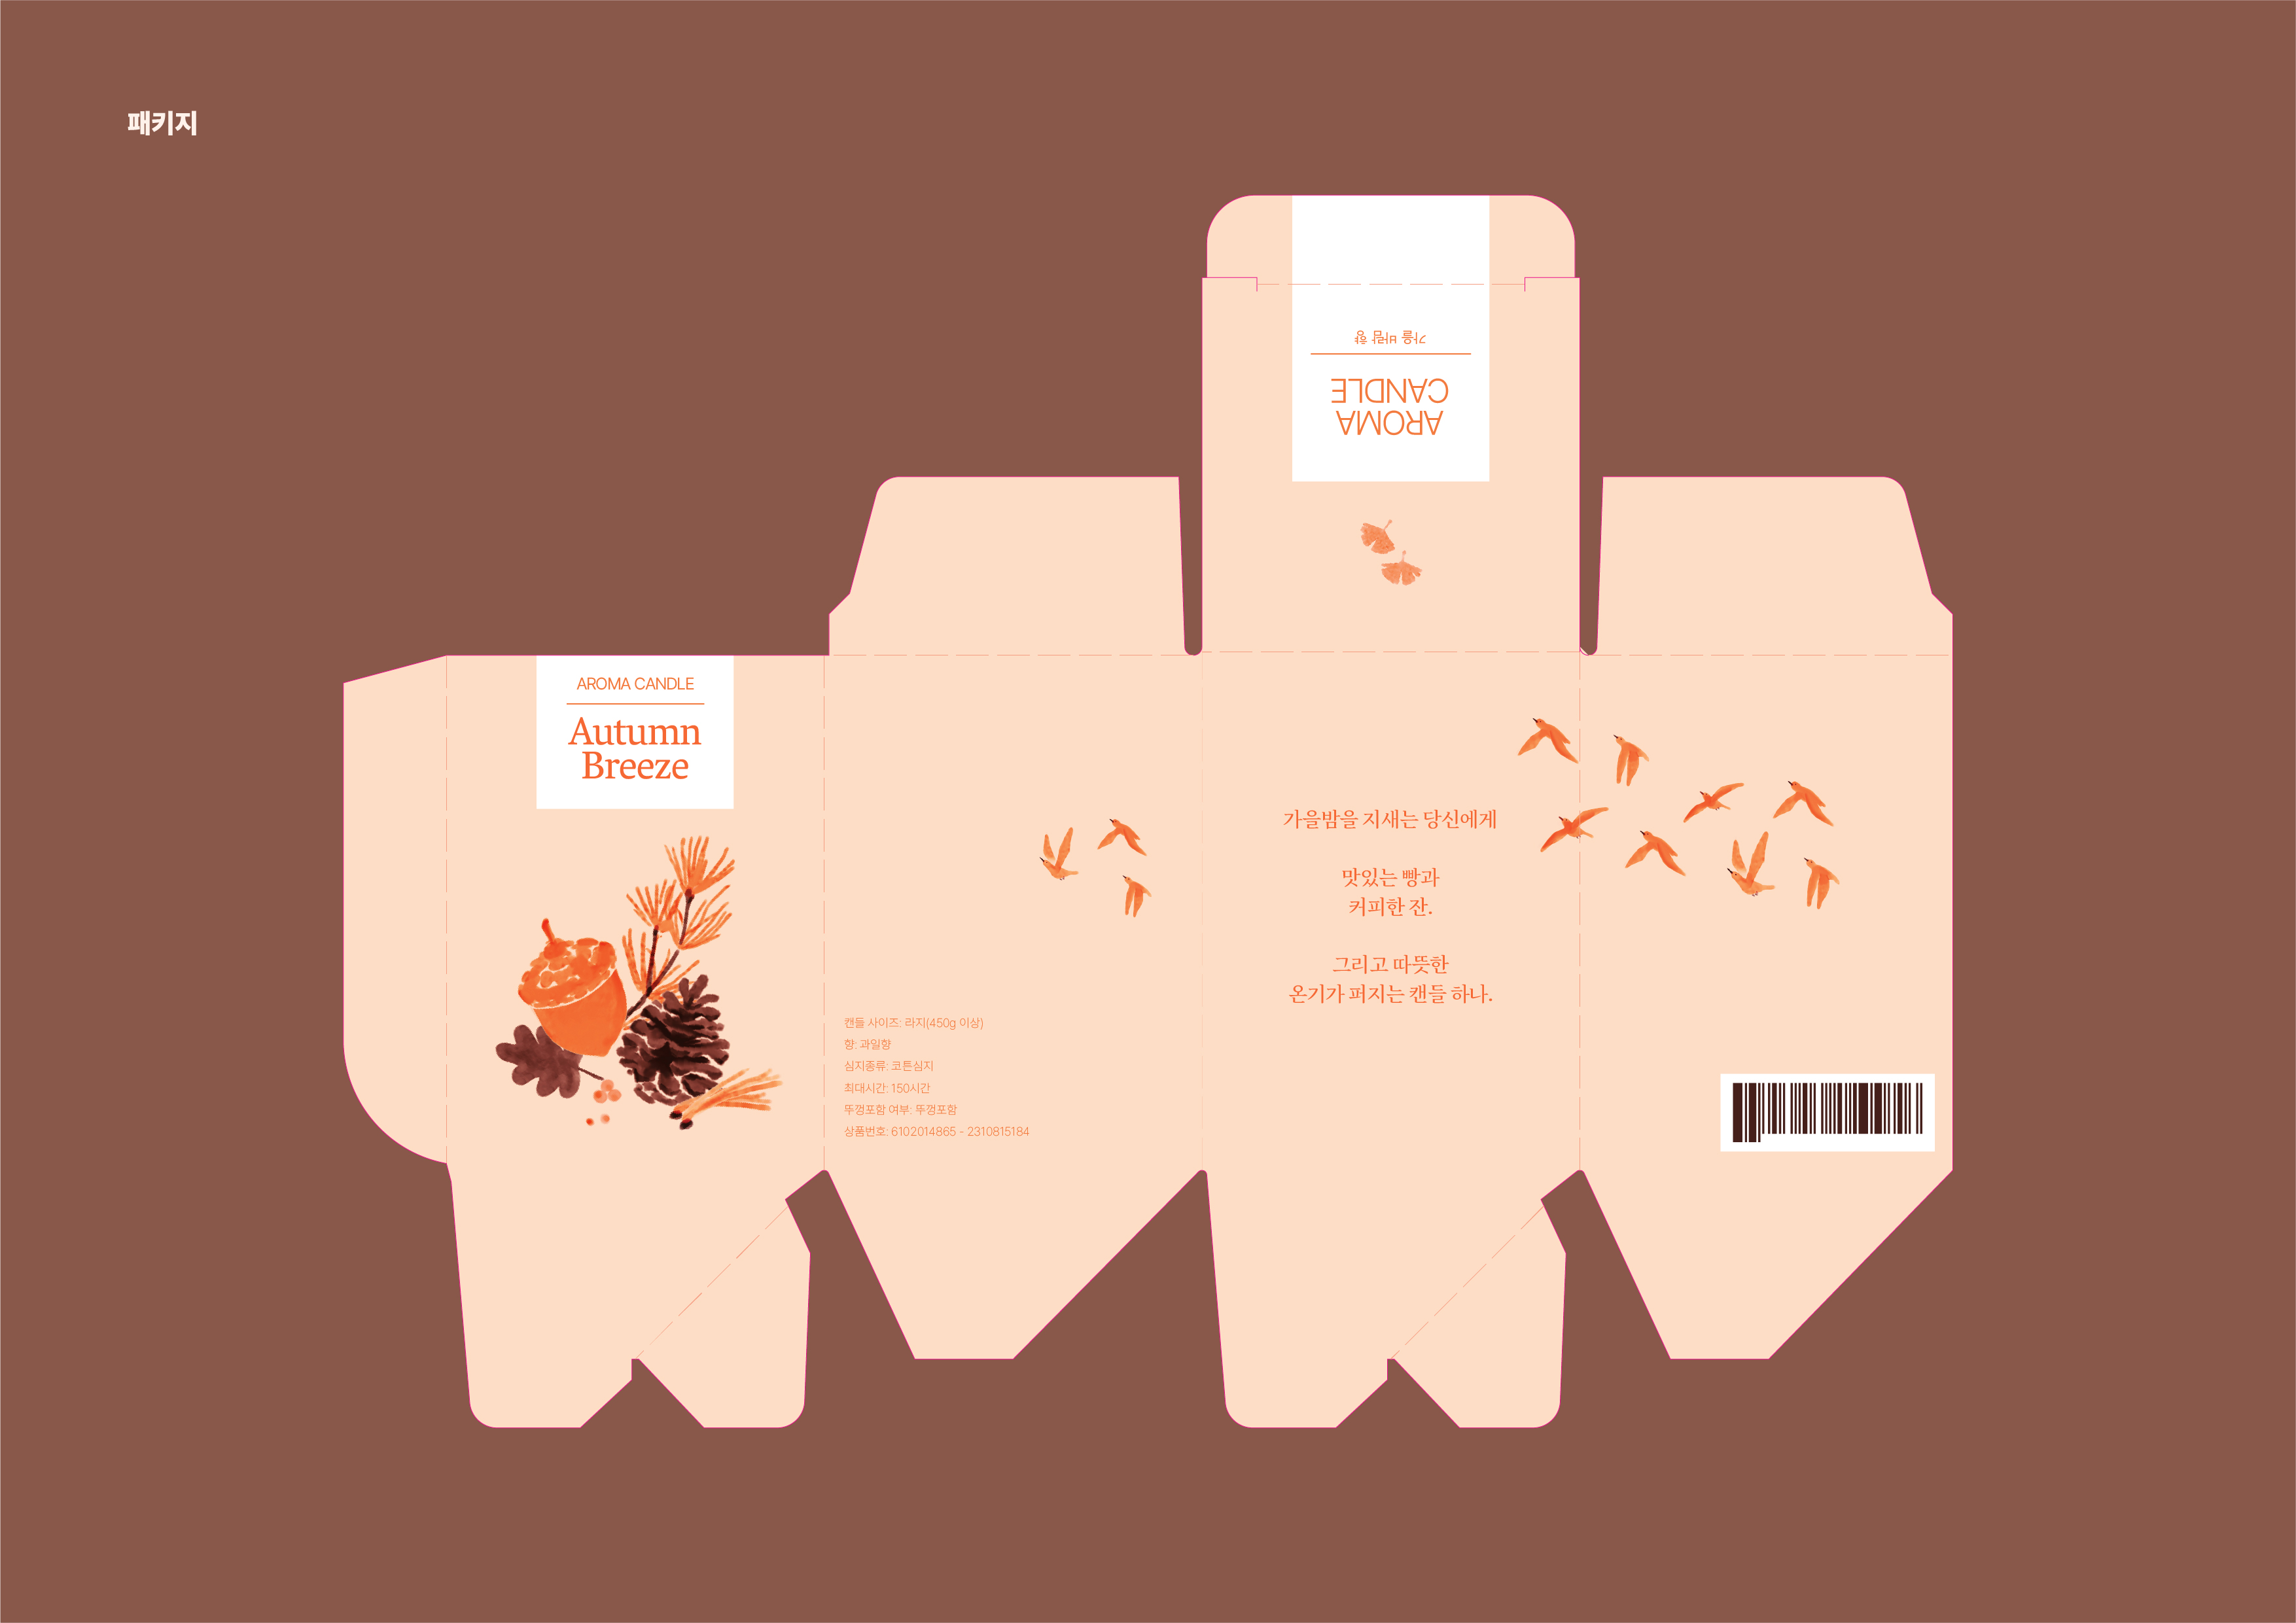 패키지
가을 바람 향
AROMA
CANDLE
AROMA CANDLE
Autumn
Breeze
캔들 사이즈: 라지(450g 이상)
향: 과일향
심지종류: 코튼심지
최대시간: 150시간
뚜껑포함 여부: 뚜껑포함
상품번호: 6102014865 - 2310815184
가을밤을 지새는 당신에게
맛있는 빵과
커피한 잔.
그리고 따뜻한
온기가 퍼지는 캔들 하나.